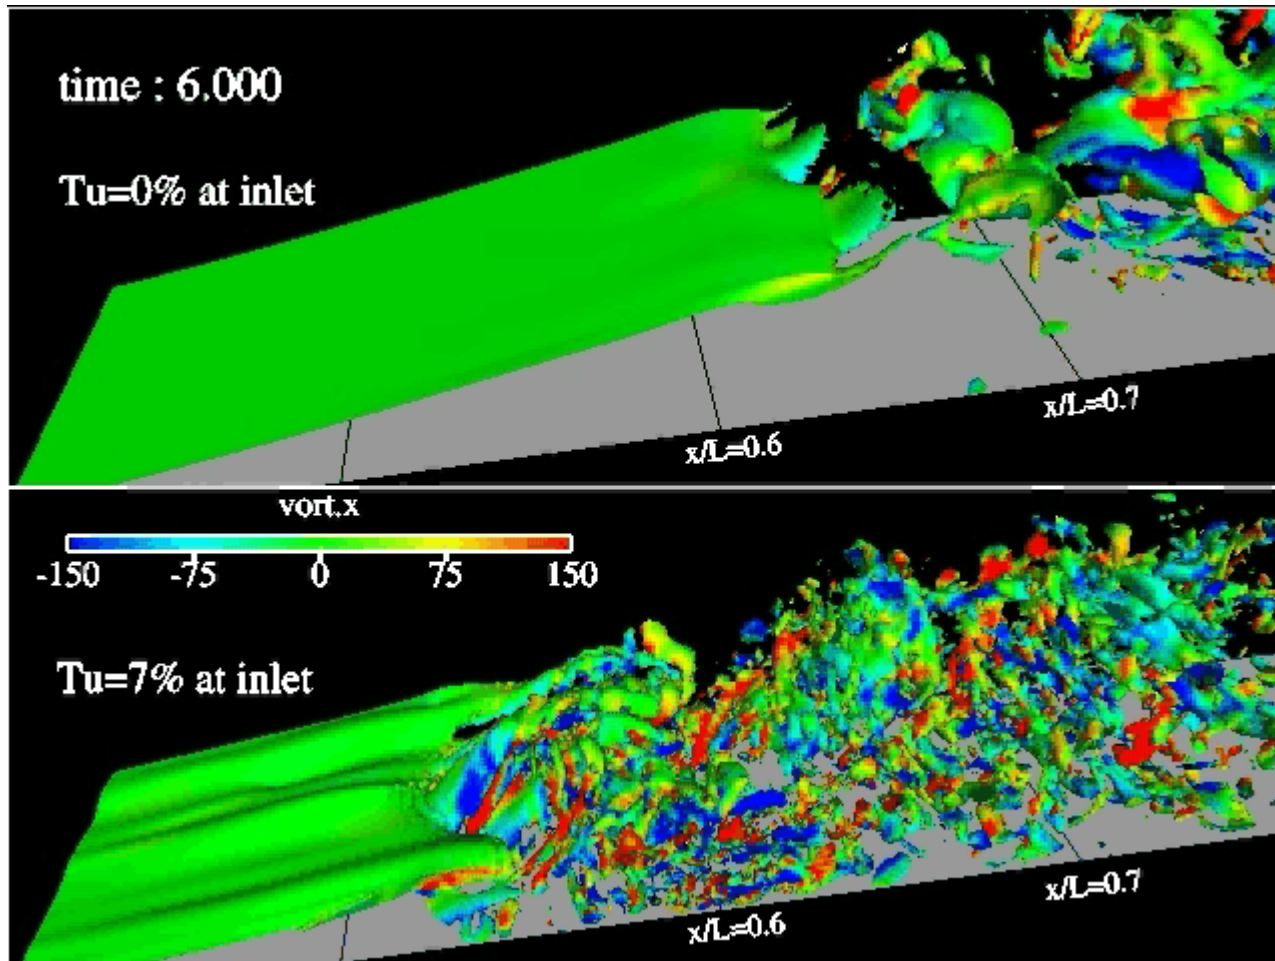 time : 6.000
Tu=0% at inlet
x/L=0.7
x/L=0.6
vort.x
-150 -75 0 75 150
Tu=7% at inlet
x/L=0.7
x/L=0.6